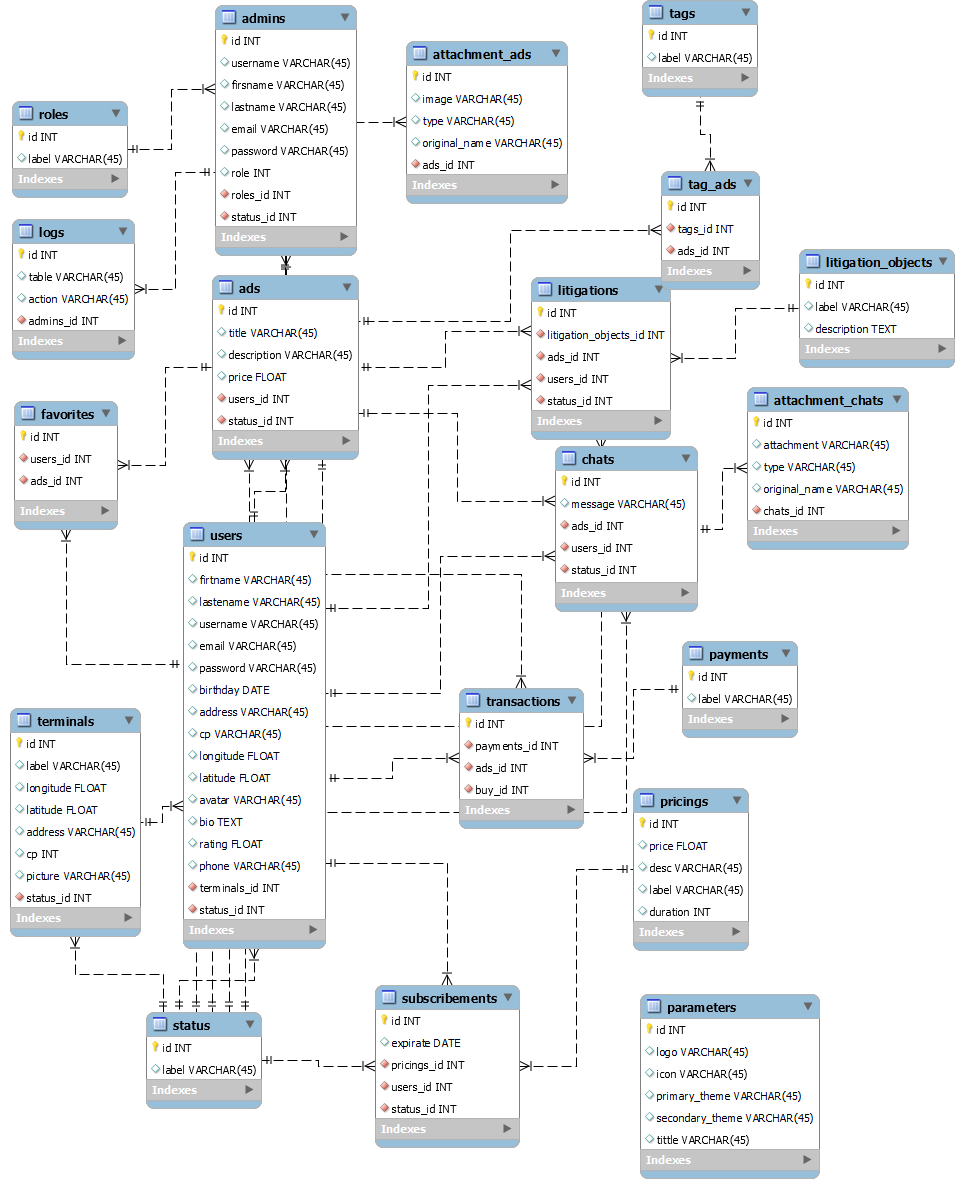 admins
id INT
username VARCHAR(45)
firsname VARCHAR(45)
lastname VARCHAR(45)
email VARCHAR(45)
password VARCHAR(45)
role INT
roles_id INT
status_id INT
Indexes
attachment_ads
id INT
image VARCHAR(45)
type VARCHAR(45)
original_name VARCHAR(45)
ads_id INT
Indexes
tags
id INT
label VARCHAR(45)
Indexes
roles
id INT
label VARCHAR(45)
Indexes
tag_ads
id INT
tags_id INT
ads_id INT
Indexes
logs
id INT
table VARCHAR(45)
action VARCHAR(45)
admins_id INT
Indexes
ads
id INT
title VARCHAR(45)
description VARCHAR(45)
price FLOAT
users_id INT
status_id INT
Indexes
litigations
id INT
litigation_objects_id INT
ads_id INT
users_id INT
status_id INT
Indexes
litigation_objects
id INT
label VARCHAR(45)
description TEXT
Indexes
favorites
id INT
users_id INT
ads_id INT
Indexes
attachment_chats
id INT
attachment VARCHAR(45)
type VARCHAR(45)
original_name VARCHAR(45)
chats_id INT
Indexes
chats
id INT
message VARCHAR(45)
ads_id INT
users_id INT
status_id INT
Indexes
users
id INT
firtname VARCHAR(45)
lastename VARCHAR(45)
username VARCHAR(45)
email VARCHAR(45)
password VARCHAR(45)
birthday DATE
address VARCHAR(45)
cp VARCHAR(45)
longitude FLOAT
latitude FLOAT
avatar VARCHAR(45)
bio TEXT
rating FLOAT
phone VARCHAR(45)
terminals_id INT
status_id INT
Indexes
payments
id INT
label VARCHAR(45)
Indexes
transactions
id INT
payments_id INT
ads_id INT
buy_id INT
Indexes
terminals
id INT
label VARCHAR(45)
longitude FLOAT
latitude FLOAT
address VARCHAR(45)
cp INT
picture VARCHAR(45)
status_id INT
Indexes
pricings
id INT
price FLOAT
desc VARCHAR(45)
label VARCHAR(45)
duration INT
Indexes
status
id INT
label VARCHAR(45)
Indexes
subscribements
id INT
expirate DATE
pricings_id INT
users_id INT
status_id INT
Indexes
parameters
id INT
logo VARCHAR(45)
icon VARCHAR(45)
primary_theme VARCHAR(45)
secondary_theme VARCHAR(45)
tittle VARCHAR(45)
Indexes